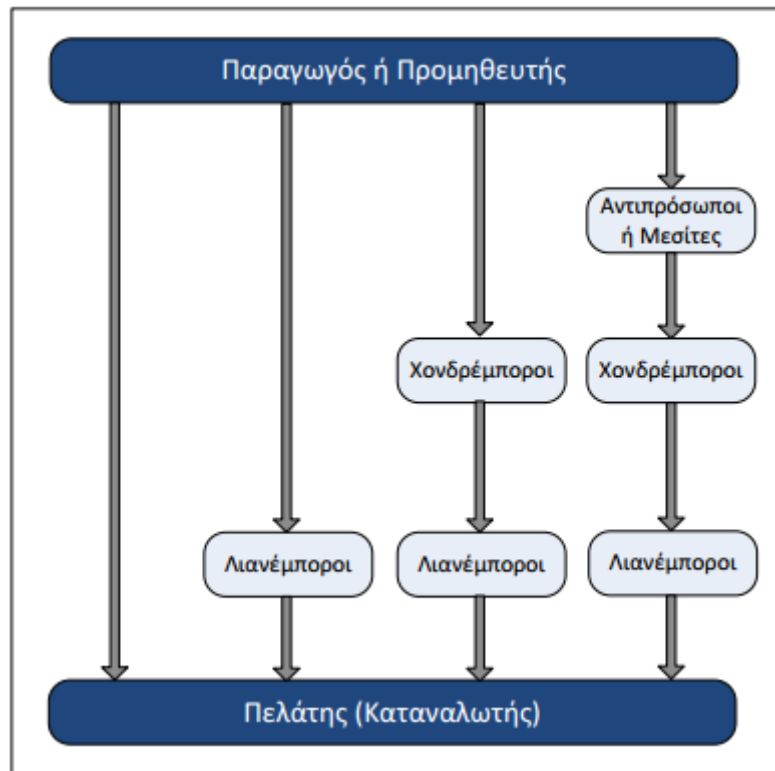 Παραγωγός ή Προμηθευτής
Αντιπρόσωποι
ή Μεσίτες
Χονδρέμποροι
Χονδρέμποροι
Λιανέμποροι
Λιανέμποροι
Λιανέμποροι
Πελάτης (Καταναλωτής)